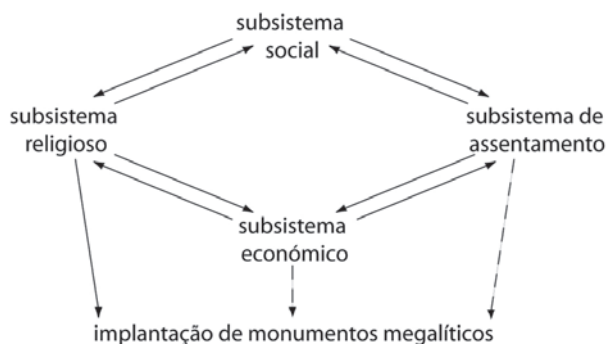 subsistema
social
subsistema
religioso
subsistema de
assentamento
subsistema
económico
implantação de monumentos megalíticos